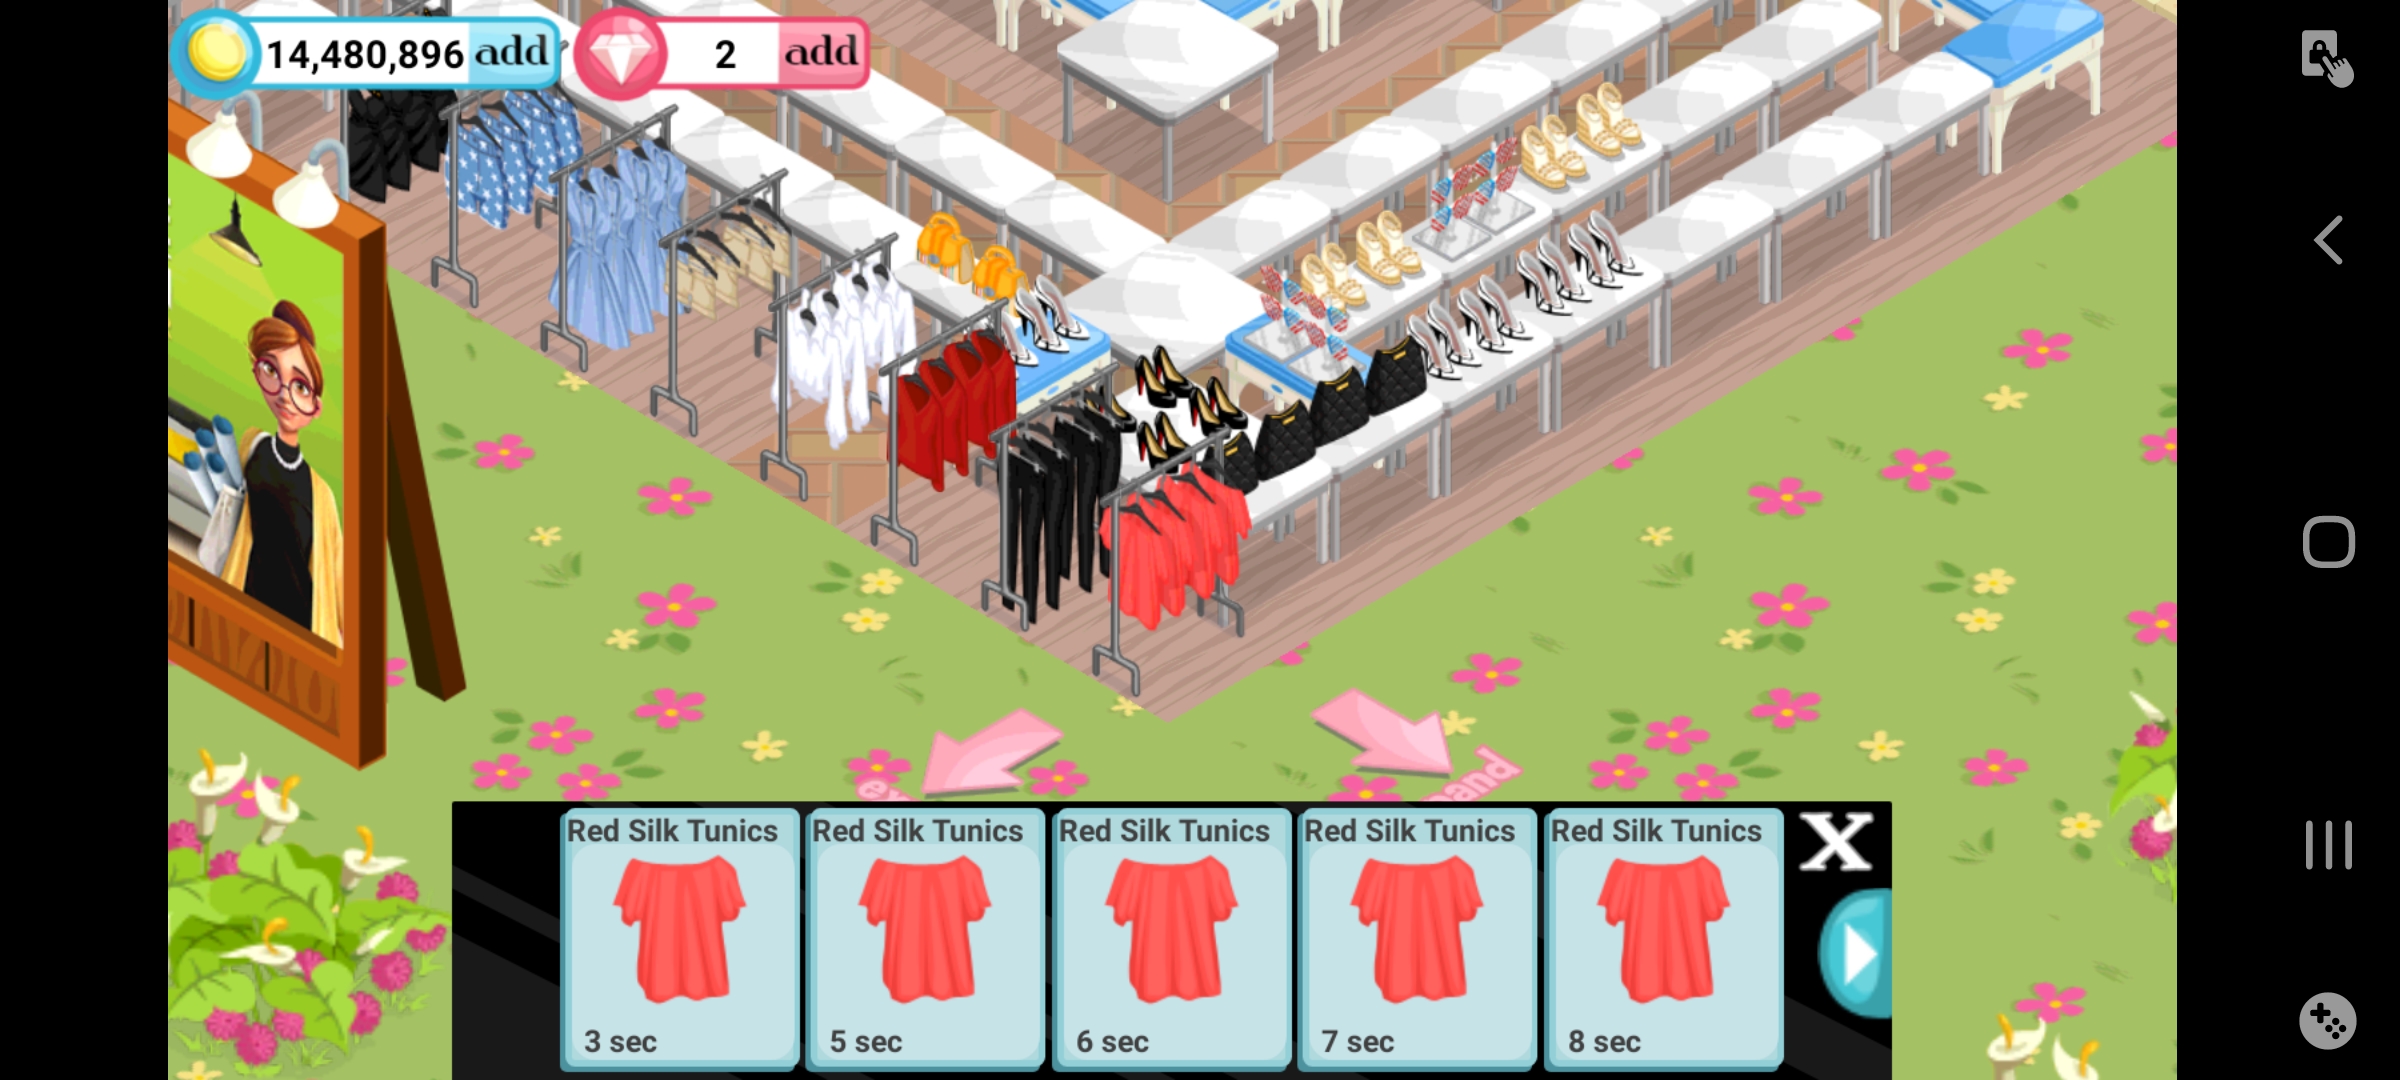 14,480,896 add
2 add
Red Silk Tunics
3 sec
Red Silk Tunics
5 sec
Red Silk Tunics
6 sec
Red Silk Tunics
7 sec
Red Silk Tunics
8 sec
X